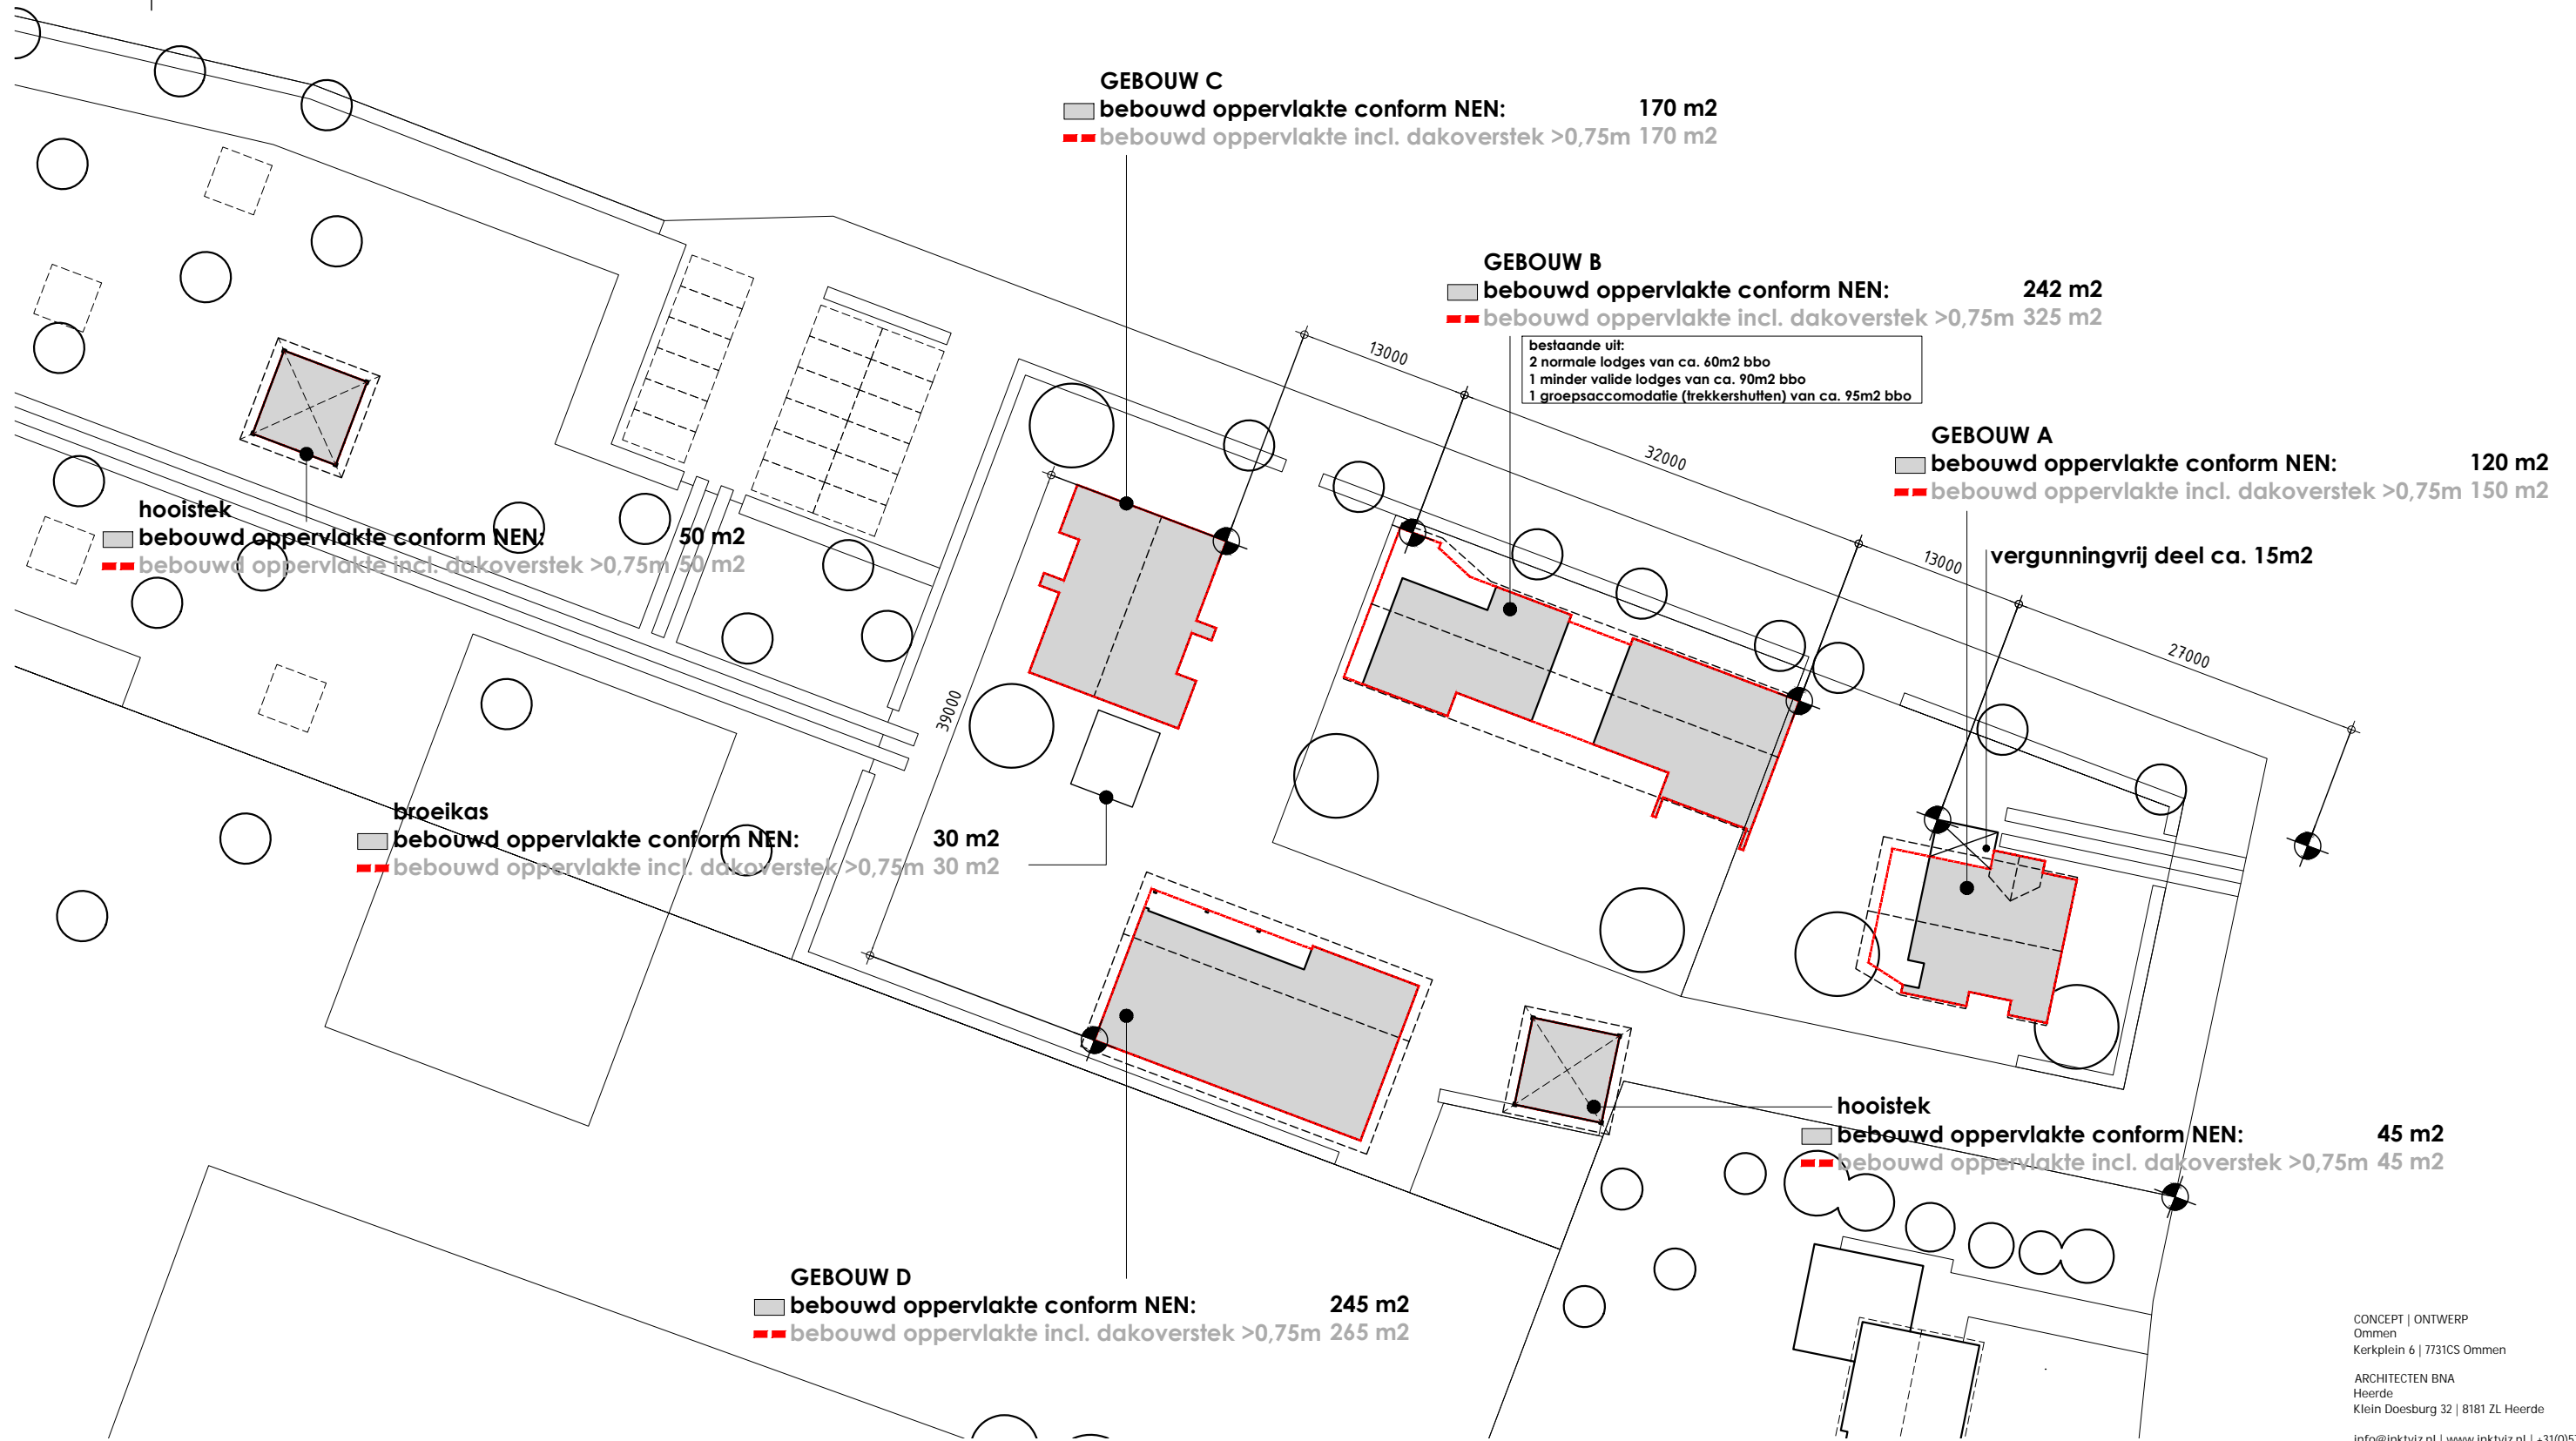 GEBOUW C
bebouwd oppervlakte conform NEN: 170 m2
bebouwd oppervlakte incl. dakoverstek >0,75m 170 m2
GEBOUW B
bebouwd oppervlakte conform NEN: 242 m2
bebouwd oppervlakte incl. dakoverstek >0,75m 325 m2
bestaande uit:
2 normale lodges van ca. 60m2 bbo
1 minder valide lodges van ca. 90m2 bbo
1 groepsaccomodatie (trekkershutten) van ca. 95m2 bbo
13000
32000
13000
27000
39000
GEBOUW A
bebouwd oppervlakte conform NEN: 120 m2
bebouwd oppervlakte incl. dakoverstek >0,75m 150 m2
vergunningvrij deel ca. 15m2
hooistek
bebouwd oppervlakte conform NEN: 50 m2
bebouwd oppervlakte incl. dakoverstek >0,75m 50 m2
broeikas
bebouwd oppervlakte conform NEN: 30 m2
bebouwd oppervlakte incl. dakoverstek >0,75m 30 m2
hooistek
bebouwd oppervlakte conform NEN: 45 m2
bebouwd oppervlakte incl. dakoverstek >0,75m 45 m2
GEBOUW D
bebouwd oppervlakte conform NEN: 245 m2
bebouwd oppervlakte incl. dakoverstek >0,75m 265 m2
CONCEPT | ONTWERP
Ommen
Kerkplein 6 | 7731CS Ommen
ARCHITECTEN BNA
Heerde
Klein Doesburg 32 | 8181 ZL Heerde
info@inktviz.nl | www.inktviz.nl |